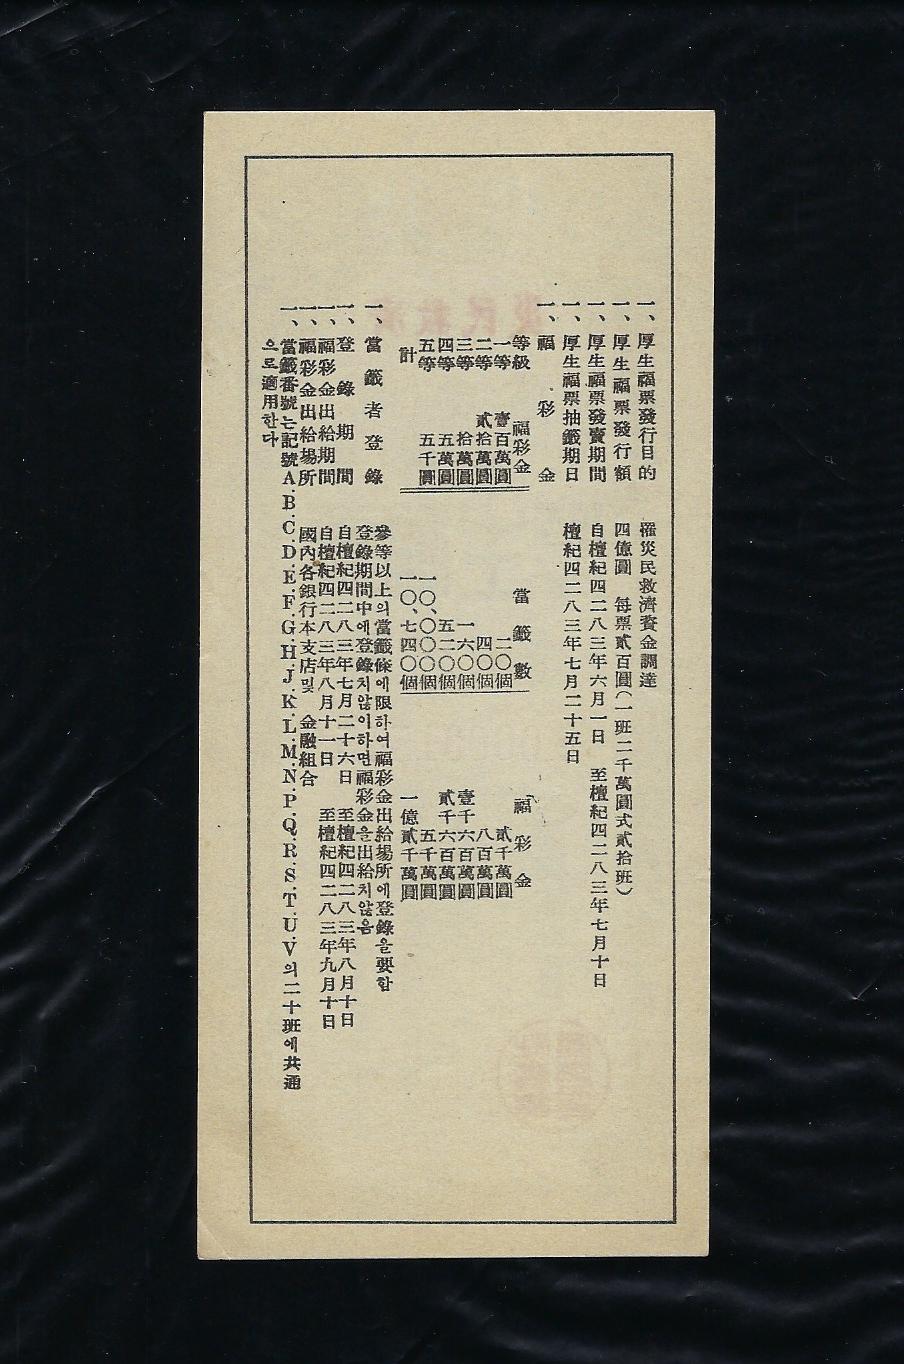 一、厚生福票發行目的 罹災民救濟資金調達
一、厚生福票發行額 四億圓 每票貳百圓(一班二千萬圓式貳拾班)
一、厚生福票發賣期間 自檀紀四二八三年六月一日 至檀紀四二八三年七月十日
一、厚生福票抽籤期日 檀紀四二八三年七月二十五日
一、福彩金
等級 福彩金 當籤數 福彩金
一等 壹百萬圓 二〇個 貳千萬圓
二等 貳拾萬圓 四〇個 八百萬圓
三等 拾萬圓 一六〇個 壹千六百萬圓
四等 五萬圓 五二〇個 貳千六百萬圓
五等 五千圓 一〇、〇〇〇個 五千萬圓
計 一〇、七四〇個 一億貳千萬圓
一、當籤者登錄 參等以上의當籤條에限하여福彩金出給場所에登錄을要함
登錄期間中에登錄치않이하면福彩金을出給치않음
一、登錄期間 自檀紀四二八三年七月二十六日 至檀紀四二八三年八月十日
一、福彩金出給期間 自檀紀四二八三年八月十一日 至檀紀四二八三年九月十日
一、福彩金出給場所 國內各銀行本支店및 金融組合
一、當籤番號는記號A.B.C.D.E.F.G.H.J.K.L.M.N.P.Q.R.S.T.U.V의二十班에共通
으로適用한다